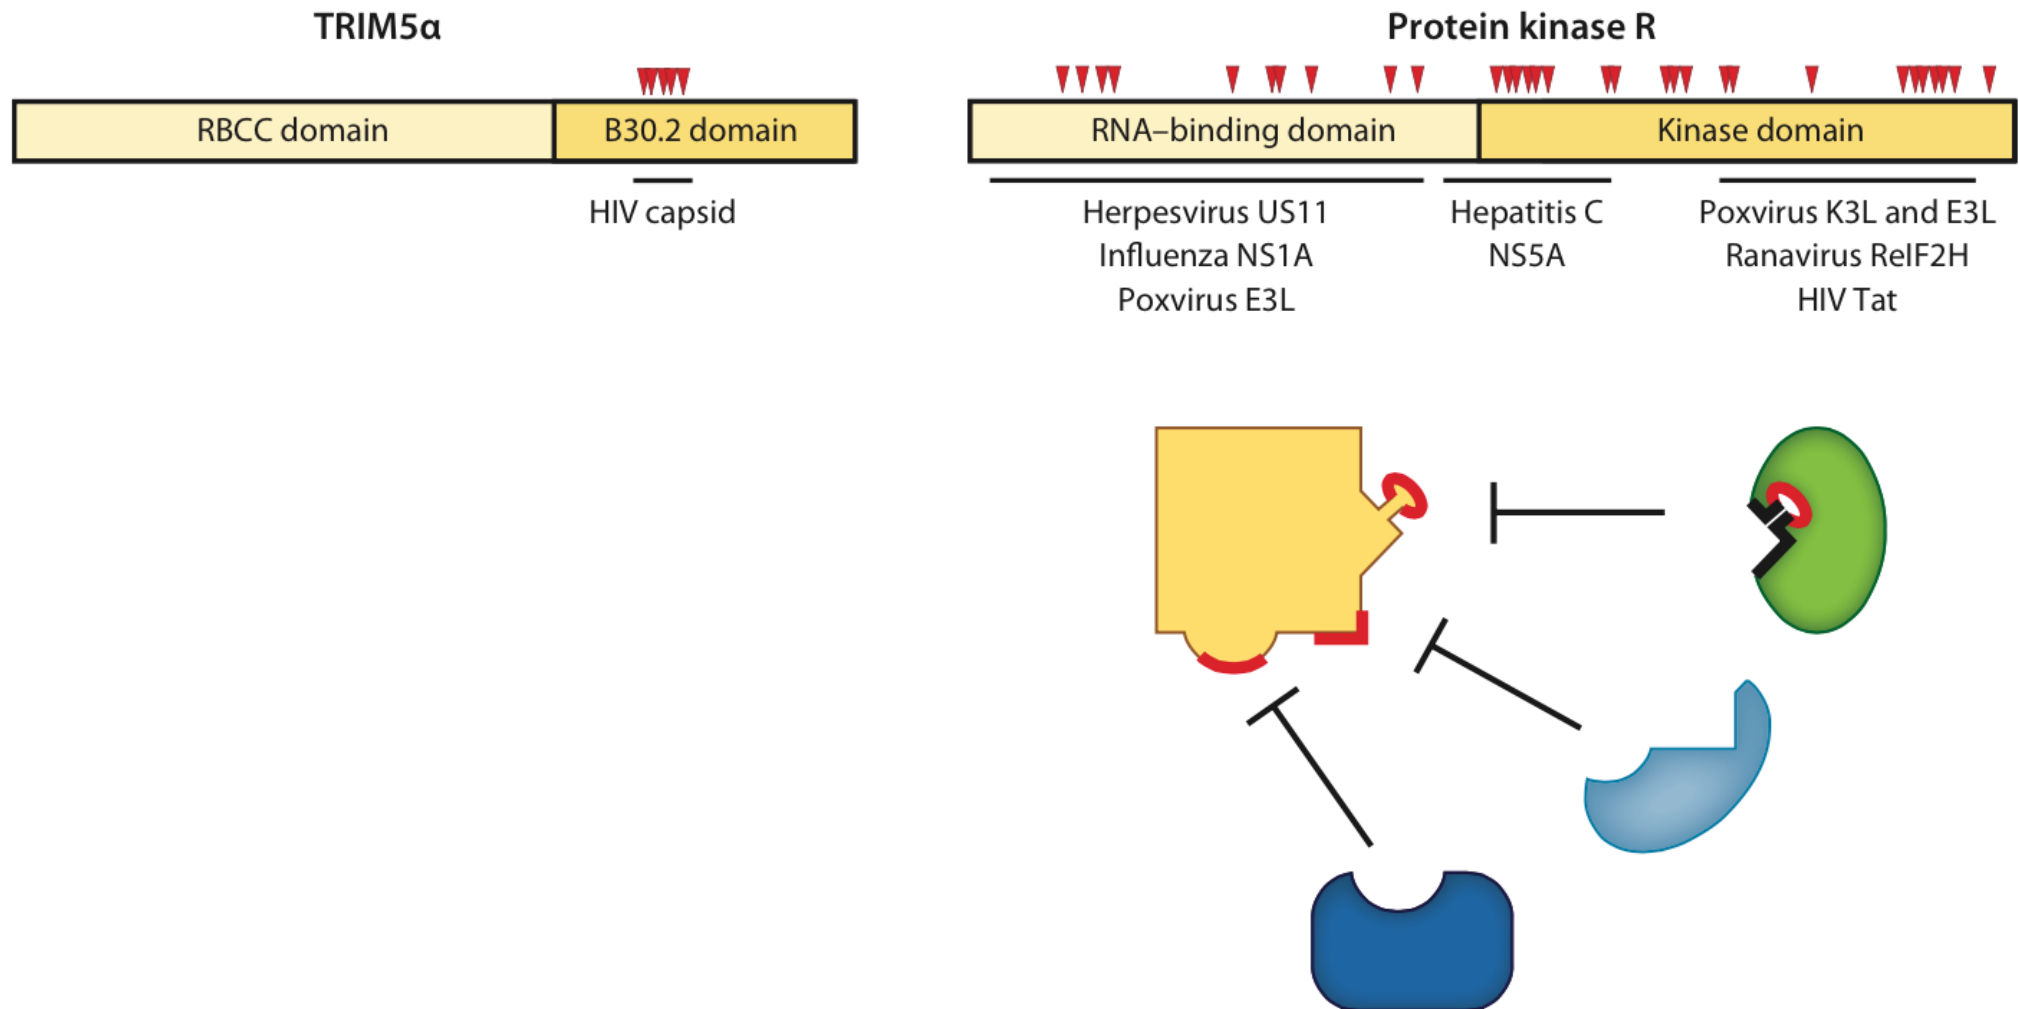 TRIM5α
RBCC domain
B30.2 domain
HIV capsid
Protein kinase R
RNA–binding domain
Kinase domain
Herpesvirus US11
Influenza NS1A
Poxvirus E3L
Hepatitis C
NS5A
Poxvirus K3L and E3L
Ranavirus ReIF2H
HIV Tat